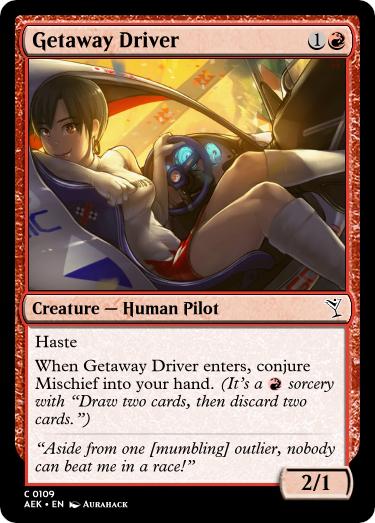 Getaway Driver 1
Creature — Human Pilot
Haste
When Getaway Driver enters, conjure
Mischief into your hand. (It's a sorcery
with “Draw two cards, then discard two
cards.”)
“Aside from one [mumbling] outlier, nobody
can beat me in a race!”
2/1
C 0109
AEK • EN AURAHACK